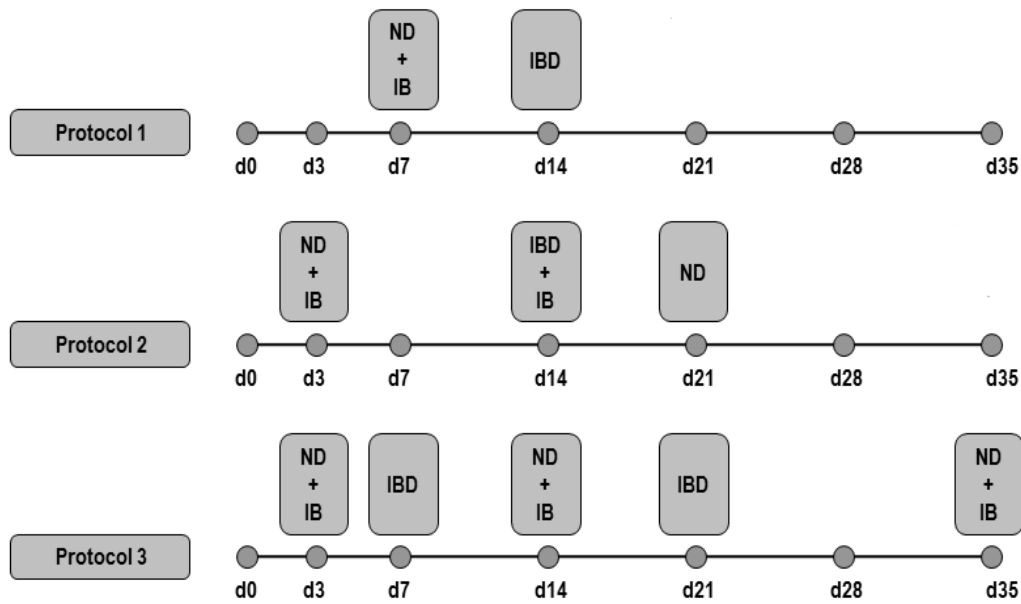 ND
+
IB
IBD
Protocol 1
d0 d3 d7 d14 d21 d28 d35
ND
+
IB
IBD
+
IB
ND
Protocol 2
d0 d3 d7 d14 d21 d28 d35
ND
+
IB
IBD
ND
+
IB
IBD
ND
+
IB
Protocol 3
d0 d3 d7 d14 d21 d28 d35